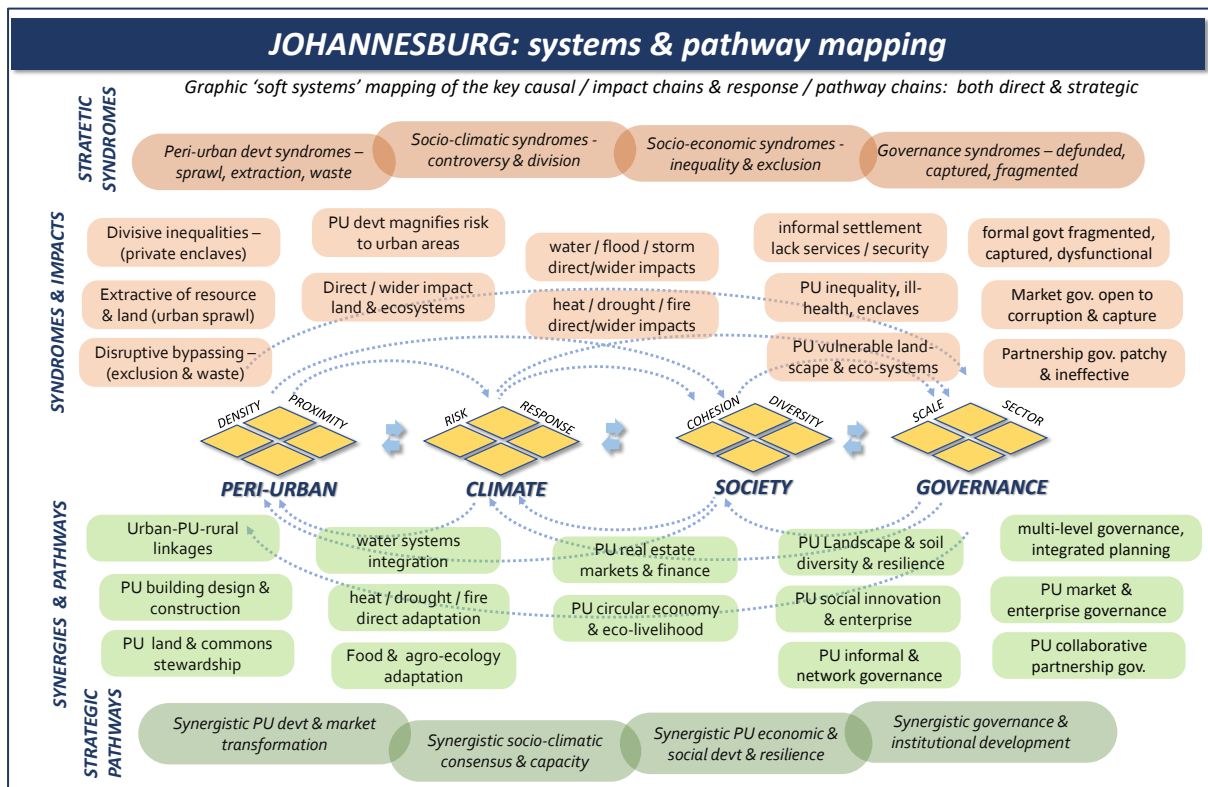 JOHANNESBURG: systems & pathway mapping
Graphic 'soft systems' mapping of the key causal / impact chains & response / pathway chains: both direct & strategic
STRATETIC
SYNDROMES
Peri-urban devt syndromes –
sprawl, extraction, waste
Socio-climatic syndromes -
controversy & division
Socio-economic syndromes -
inequality & exclusion
Governance syndromes – defunded,
captured, fragmented
SYNDROMES & IMPACTS
Divisive inequalities –
(private enclaves)
Extractive of resource
& land (urban sprawl)
Disruptive bypassing –
(exclusion & waste)
PU devt magnifies risk
to urban areas
Direct / wider impact
land & ecosystems
water / flood / storm
direct/wider impacts
heat / drought / fire
direct/wider impacts
informal settlement
lack services / security
PU inequality, ill-
health, enclaves
PU vulnerable land-
scape & eco-systems
formal govt fragmented,
captured, dysfunctional
Market gov. open to
corruption & capture
Partnership gov. patchy
& ineffective
DENSITY
PROXIMITY
RISK
RESPONSE
COHESION
DIVERSITY
SCALE
SECTOR
PERI-URBAN
CLIMATE
SOCIETY
GOVERNANCE
SYNERGIES & PATHWAYS
Urban-PU-rural
linkages
PU building design &
construction
PU land & commons
stewardship
water systems
integration
heat / drought / fire
direct adaptation
Food & agro-ecology
adaptation
PU real estate
markets & finance
PU circular economy
& eco-livelihood
PU Landscape & soil
diversity & resilience
PU social innovation
& enterprise
PU informal &
network governance
multi-level governance,
integrated planning
PU market &
enterprise governance
PU collaborative
partnership gov.
STRATEGIC
PATHWAYS
Synergistic PU devt & market
transformation
Synergistic socio-climatic
consensus & capacity
Synergistic PU economic &
social devt & resilience
Synergistic governance &
institutional development